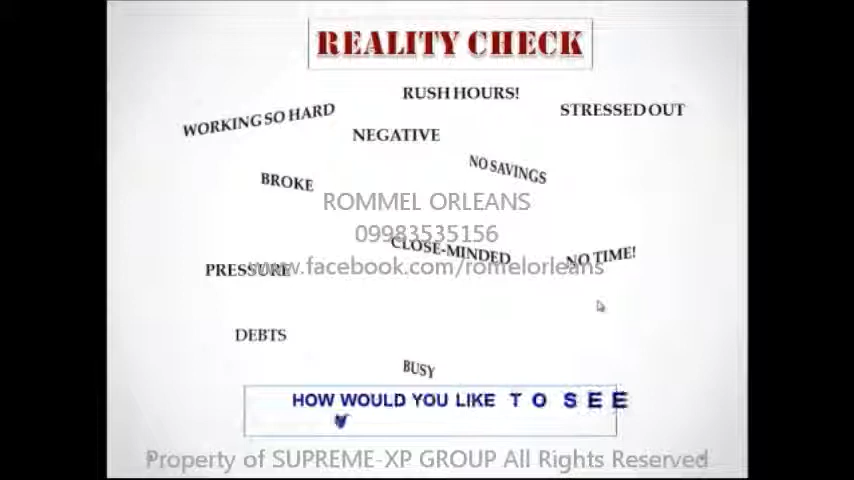 REALITY CHECK
RUSH HOURS!
WORKING SO HARD
STRESSED OUT
NEGATIVE
NO SAVINGS
BROKE
ROMMEL ORLEANS
09983535156
CLOSE-MINDED
NO TIME!
PRESSURE
www.facebook.com/romelorleans
DEBTS
BUSY
HOW WOULD YOU LIKE TO SEE
Property of SUPREME-XP GROUP All Rights Reserved